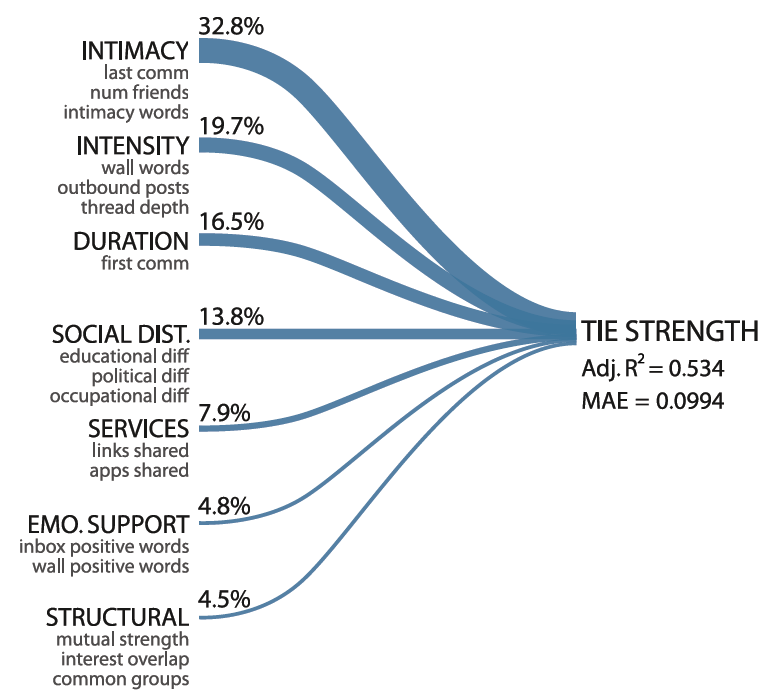 32.8%
INTIMACY
last comm
num friends
intimacy words
19.7%
INTENSITY
wall words
outbound posts
thread depth
16.5%
DURATION
first comm
13.8%
SOCIAL DIST.
educational diff
political diff
occupational diff
7.9%
SERVICES
links shared
apps shared
4.8%
EMO. SUPPORT
inbox positive words
wall positive words
4.5%
STRUCTURAL
mutual strength
interest overlap
common groups
TIE STRENGTH
Adj. R² = 0.534
MAE = 0.0994